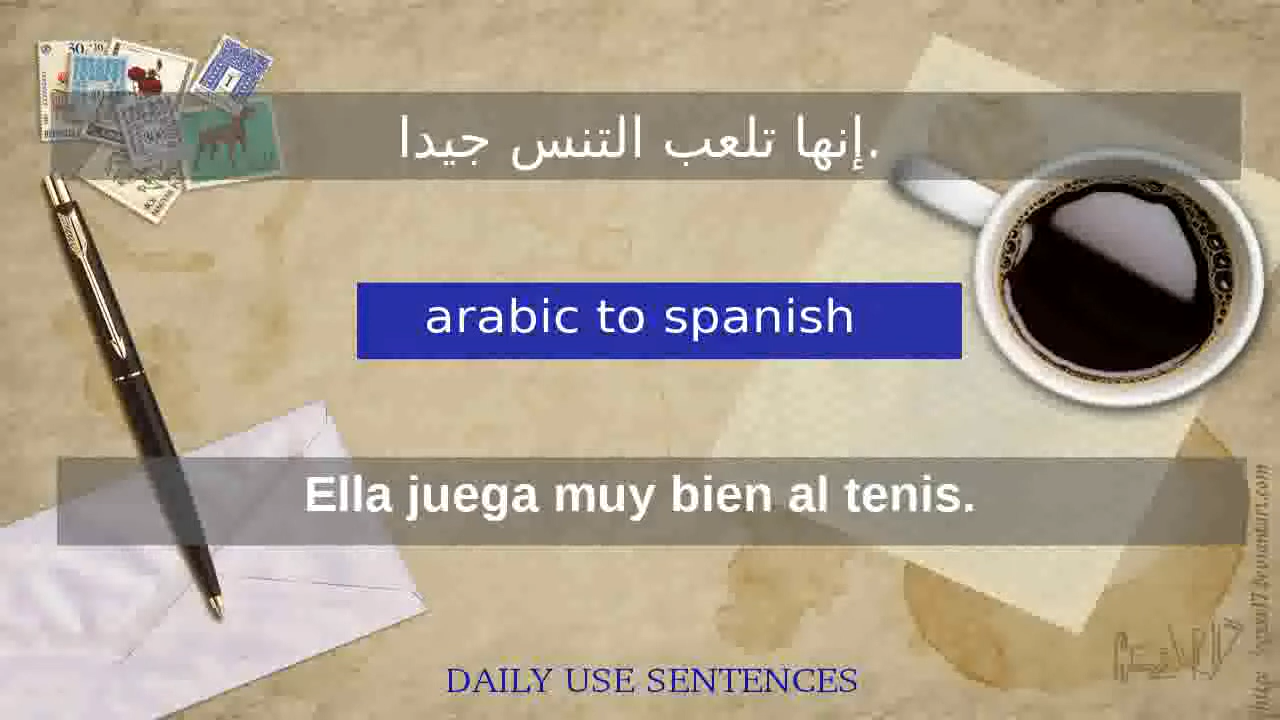 إنها تلعب التنس جيدا.
arabic to spanish
Ella juega muy bien al tenis.
DAILY USE SENTENCES